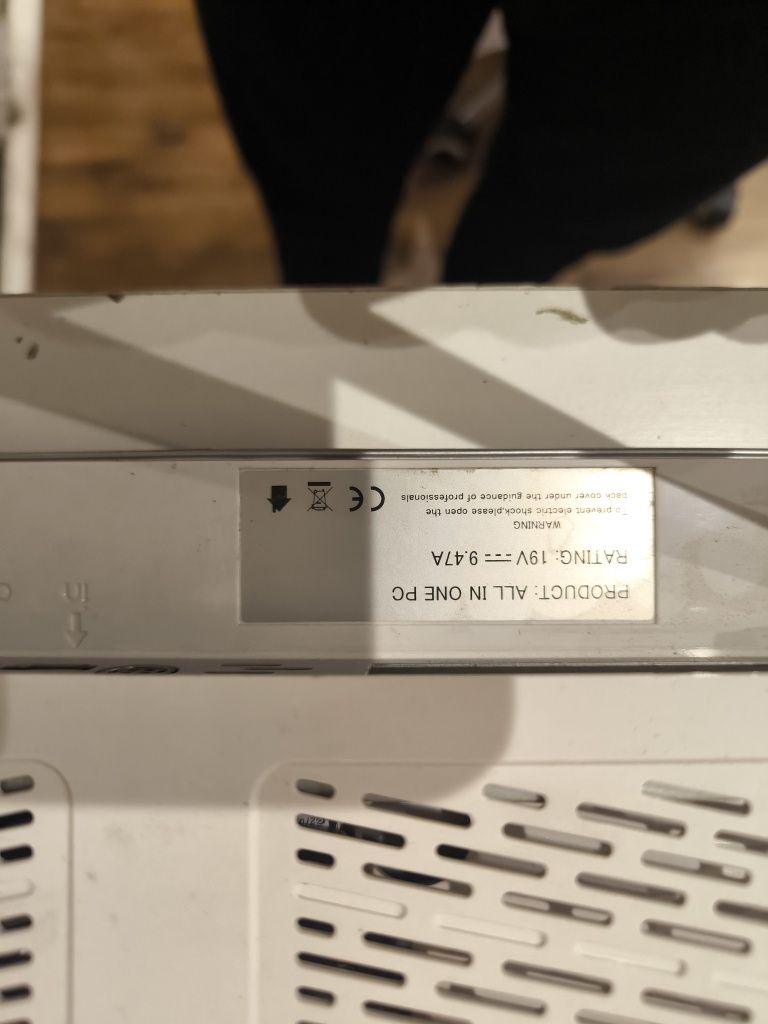 PRODUCT: ALL IN ONE PC
RATING: 19V 9.47A
WARNING
To prevent electric shock,please open the
back cover under the guidance of professionals
CE
in